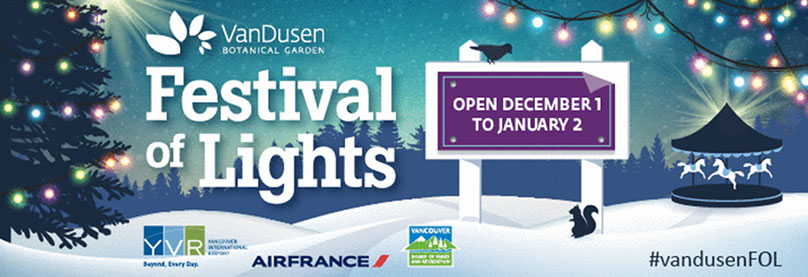 VanDusen
BOTANICAL GARDEN
Festival
of Lights
OPEN DECEMBER 1
TO JANUARY 2
YVR
VANCOUVER
INTERNATIONAL
AIRPORT
Beyond, Every Day.
AIRFRANCE
VANCOUVER
BOARD OF PARKS
AND RECREATION
#vandusenFOL